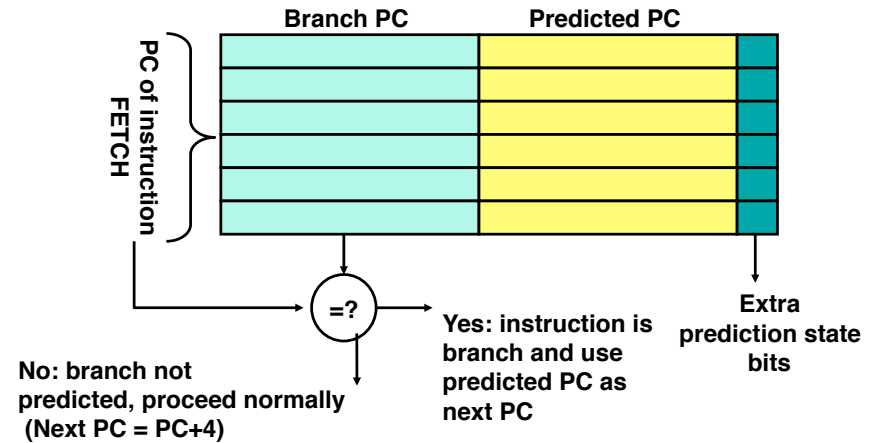 Branch PC
Predicted PC
PC of instruction
FETCH
=?
Yes: instruction is
branch and use
predicted PC as
next PC
Extra
prediction state
bits
No: branch not
predicted, proceed normally
(Next PC = PC+4)